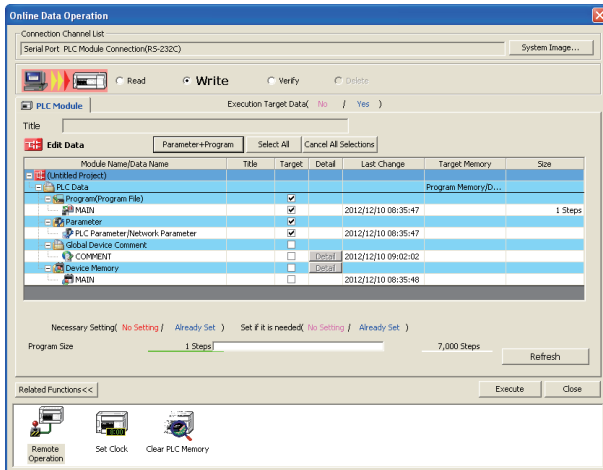 Online Data Operation
Connection Channel List
Serial Port PLC Module Connection(RS-232C)
System Image...
Read Write Verify Delete
PLC Module
Execution Target Data( No / Yes )
Title
Edit Data Parameter+Program Select All Cancel All Selections
Module Name/Data Name Title Target Detail Last Change Target Memory Size
(Untitled Project)
PLC Data Program Memory/D...
Program(Program File)
MAIN 2012/12/10 08:35:47 1 Steps
Parameter
PLC Parameter/Network Parameter 2012/12/10 08:35:47
Global Device Comment
COMMENT Detail 2012/12/10 09:02:02
Device Memory Detail
MAIN 2012/12/10 08:35:48
Necessary Setting( No Setting / Already Set ) Set if it is needed( No Setting / Already Set )
Program Size 1 Steps 7,000 Steps
Refresh
Related Functions<< Execute Close
Remote Operation
Set Clock
Clear PLC Memory